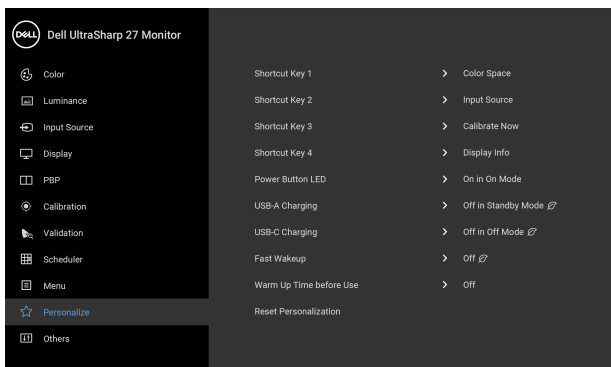 DELL Dell UltraSharp 27 Monitor
Color
Luminance
Input Source
Display
PBP
Calibration
Validation
Scheduler
Menu
Personalize
Others
Shortcut Key 1 > Color Space
Shortcut Key 2 > Input Source
Shortcut Key 3 > Calibrate Now
Shortcut Key 4 > Display Info
Power Button LED > On in On Mode
USB-A Charging > Off in Standby Mode
USB-C Charging > Off in Off Mode
Fast Wakeup > Off
Warm Up Time before Use > Off
Reset Personalization